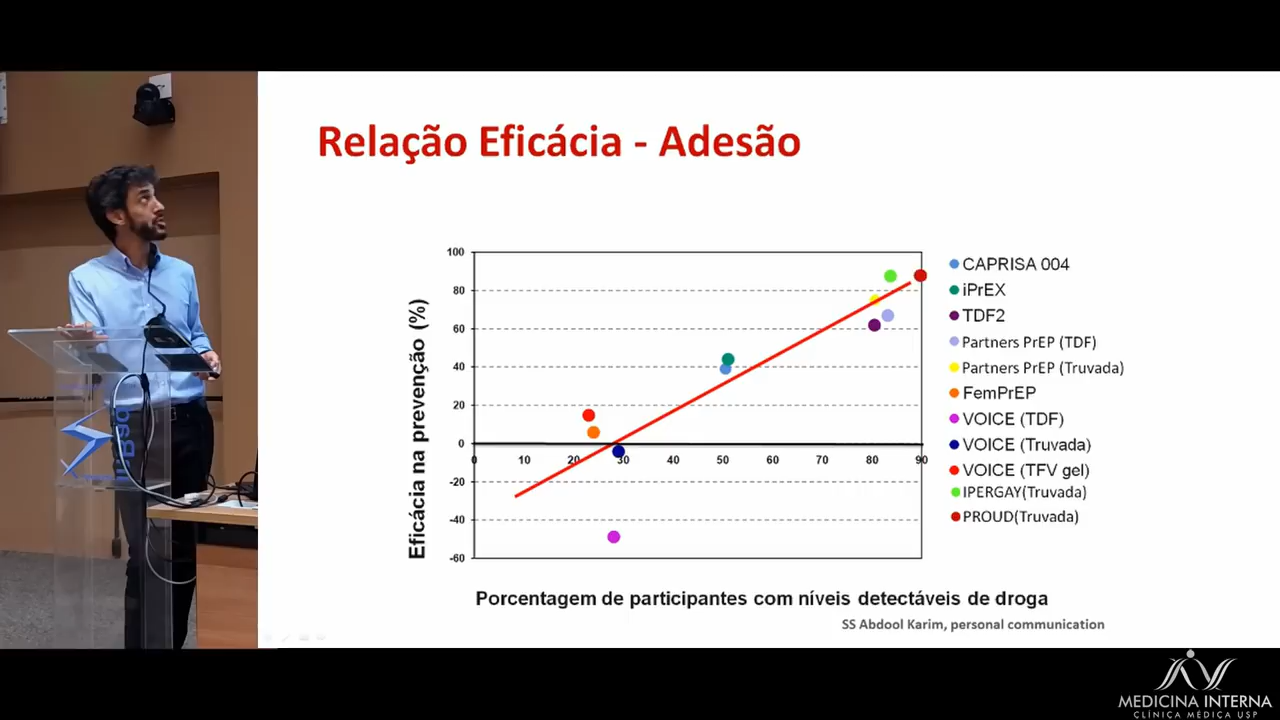 Relação Eficácia - Adesão
Eficácia na prevenção (%)
100
80
60
40
20
0
-20
-40
-60
0 10 20 30 40 50 60 70 80 90
CAPRISA 004
iPrEX
TDF2
Partners PrEP (TDF)
Partners PrEP (Truvada)
FemPrEP
VOICE (TDF)
VOICE (Truvada)
VOICE (TFV gel)
IPERGAY(Truvada)
PROUD(Truvada)
Porcentagem de participantes com níveis detectáveis de droga
SS Abdool Karim, personal communication
MEDICINA INTERNA
CLÍNICA MÉDICA USP